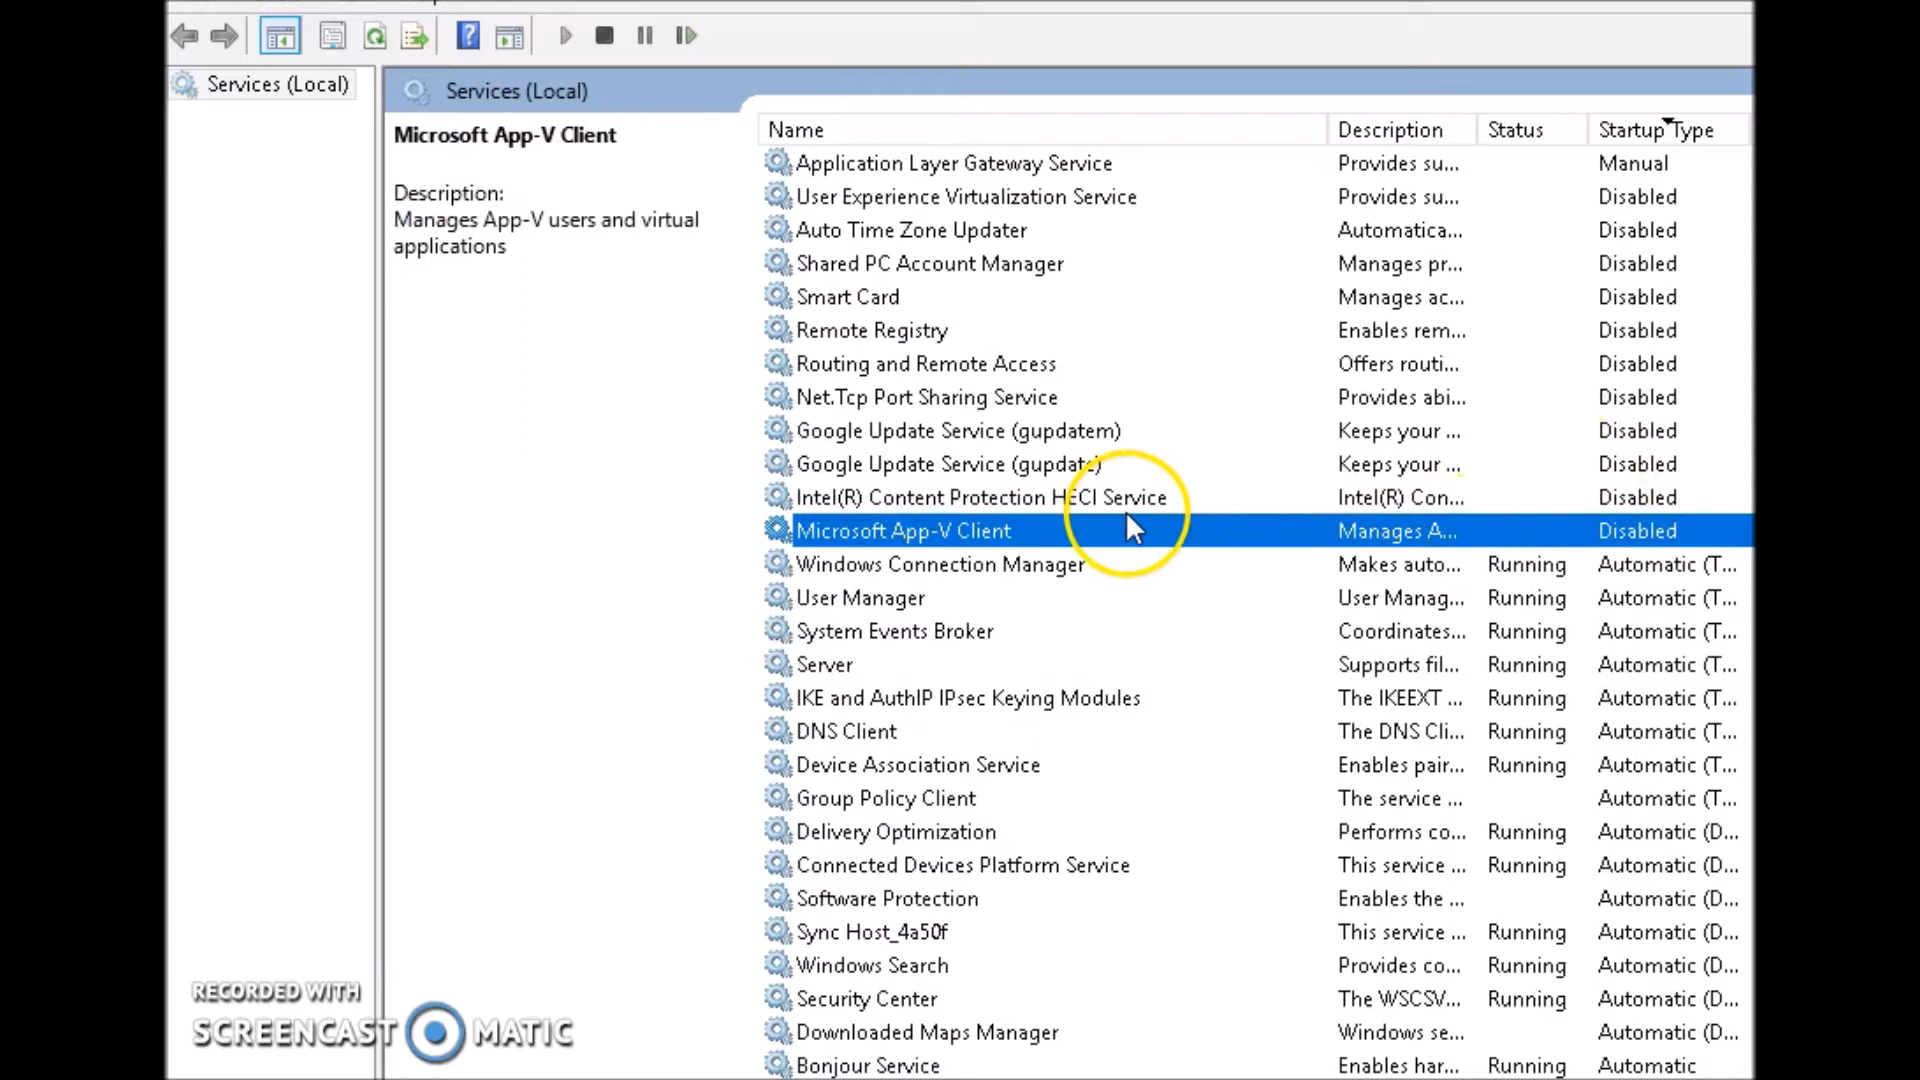 Services (Local)
Services (Local)
Microsoft App-V Client
Description:
Manages App-V users and virtual
applications
Name Description Status Startup Type
Application Layer Gateway Service Provides su... Manual
User Experience Virtualization Service Provides su... Disabled
Auto Time Zone Updater Automatica... Disabled
Shared PC Account Manager Manages pr... Disabled
Smart Card Manages ac... Disabled
Remote Registry Enables rem... Disabled
Routing and Remote Access Offers routi... Disabled
Net.Tcp Port Sharing Service Provides abi... Disabled
Google Update Service (gupdatem) Keeps your ... Disabled
Google Update Service (gupdate) Keeps your ... Disabled
Intel(R) Content Protection HECI Service Intel(R) Con... Disabled
Microsoft App-V Client Manages A... Disabled
Windows Connection Manager Makes auto... Running Automatic (T...
User Manager User Manag... Running Automatic (T...
System Events Broker Coordinates... Running Automatic (T...
Server Supports fil... Running Automatic (T...
IKE and AuthIP IPsec Keying Modules The IKEEXT ... Running Automatic (T...
DNS Client The DNS Cli... Running Automatic (T...
Device Association Service Enables pair... Running Automatic (T...
Group Policy Client The service ... Automatic (T...
Delivery Optimization Performs co... Running Automatic (D...
Connected Devices Platform Service This service ... Running Automatic (D...
Software Protection Enables the ... Automatic (D...
Sync Host_4a50f This service ... Running Automatic (D...
Windows Search Provides co... Running Automatic (D...
Security Center The WSCSV... Running Automatic (D...
Downloaded Maps Manager Windows se... Automatic (D...
Bonjour Service Enables har... Running Automatic
RECORDED WITH
SCREENCAST MATIC